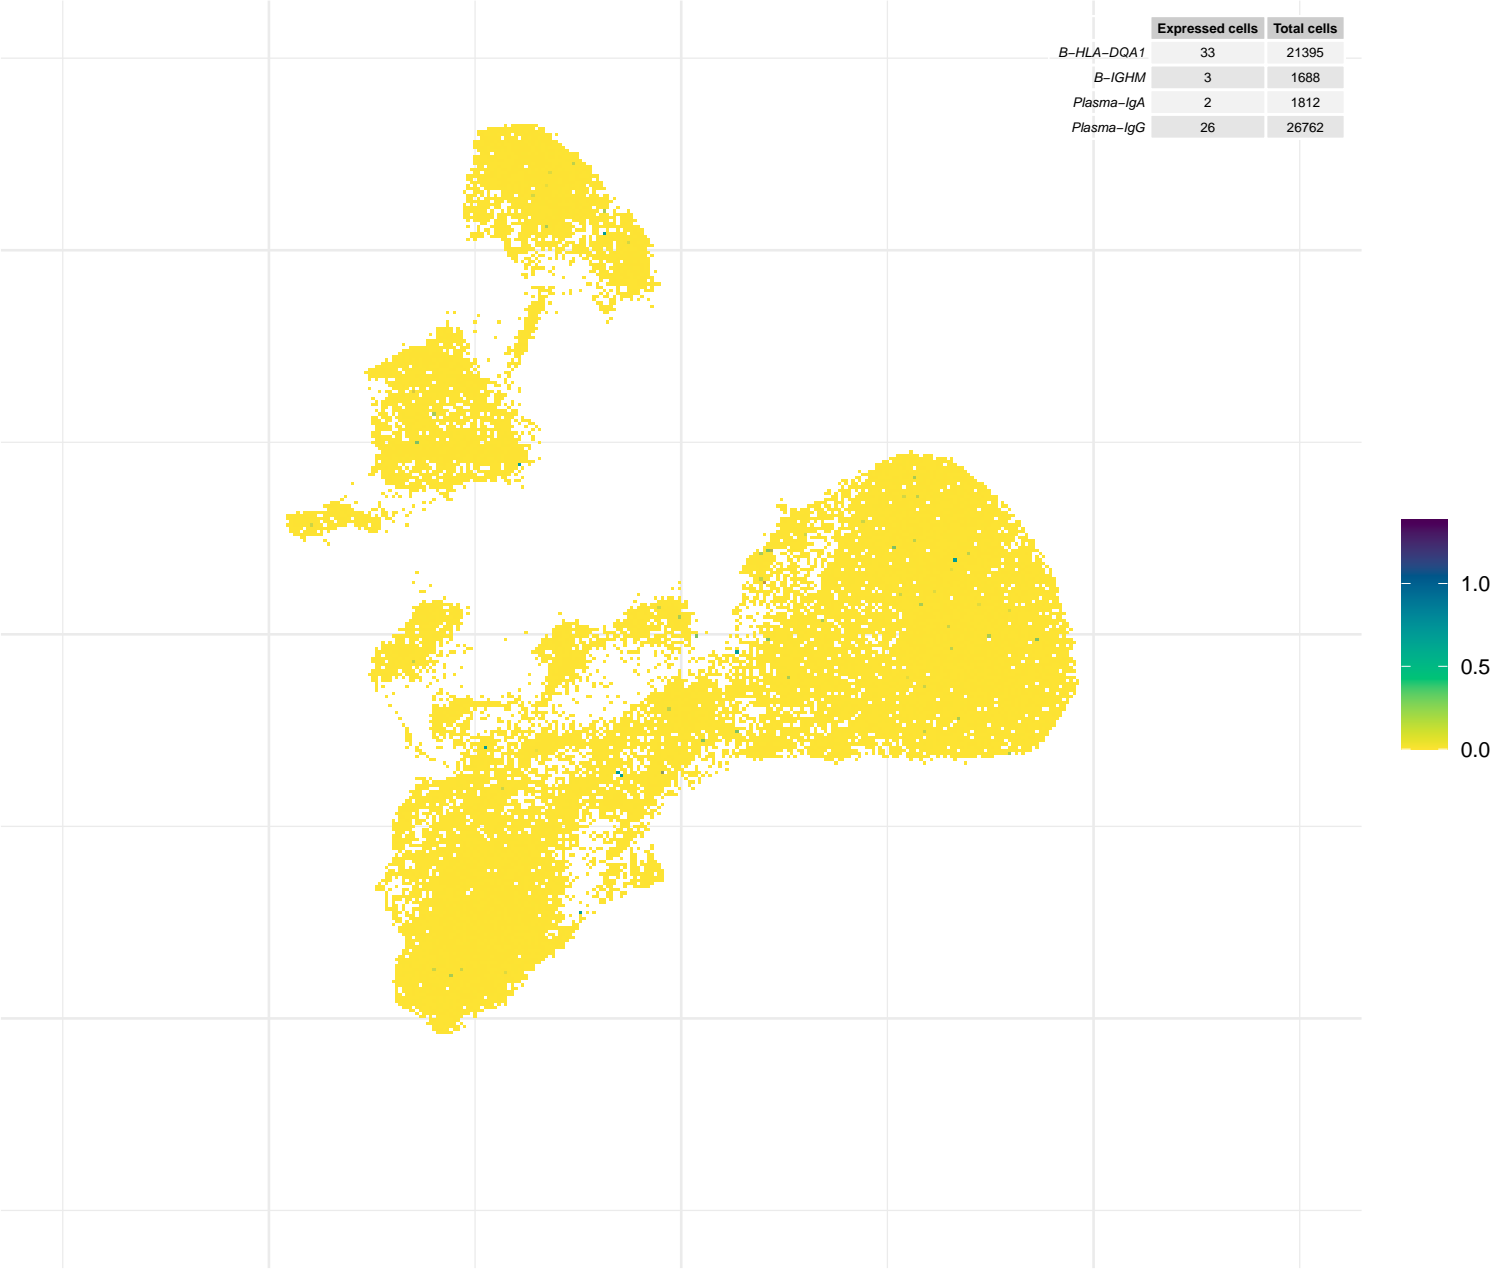 Expressed cells Total cells
B−HLA−DQA1 33 21395
B−IGHM 3 1688
Plasma−IgA 2 1812
Plasma−IgG 26 26762
1.0
0.5
0.0